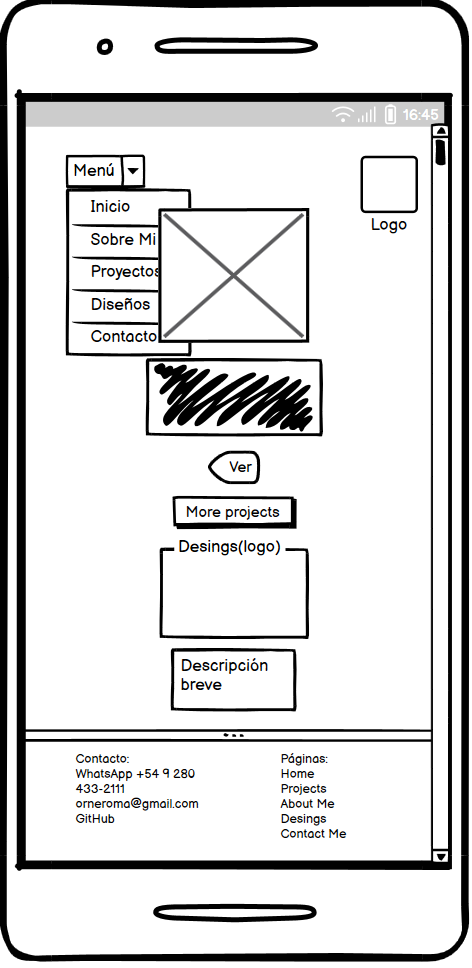 16:45
Menú
Logo
Inicio
Sobre Mi
Proyectos
Diseños
Contacto
Ver
More projects
Desings(logo)
Descripción
breve
Contacto:
WhatsApp +54 9 280
433-2111
orneroma@gmail.com
GitHub
Páginas:
Home
Projects
About Me
Desings
Contact Me